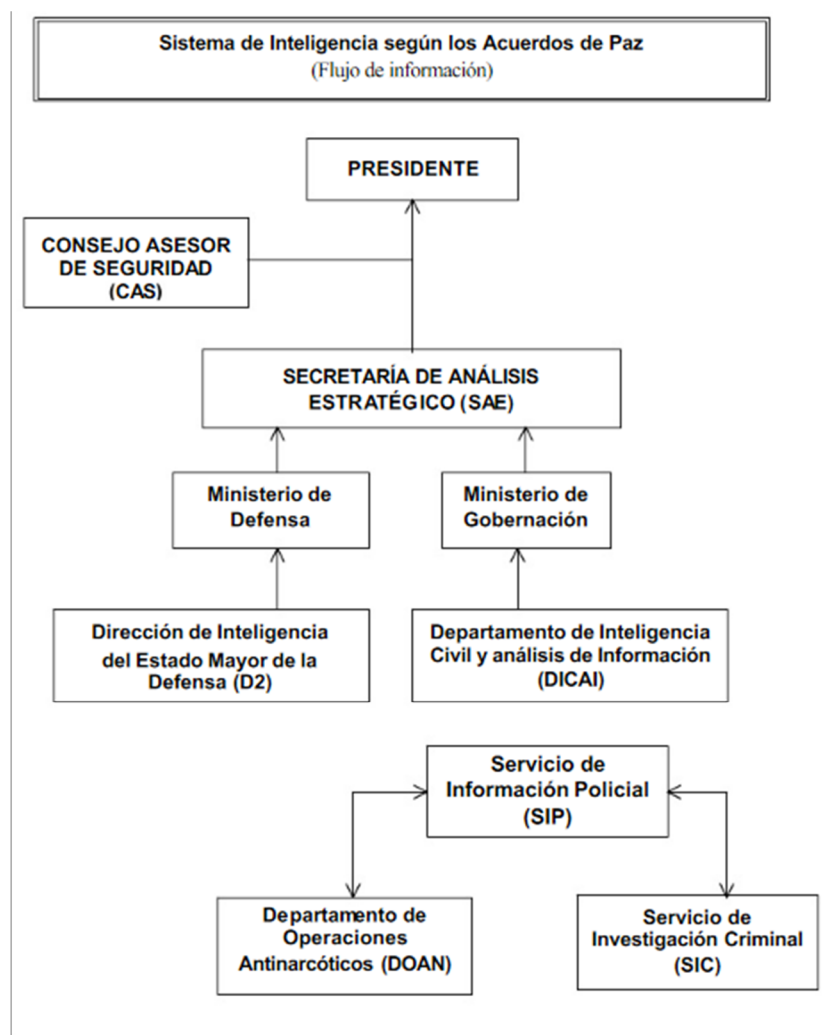 Sistema de Inteligencia según los Acuerdos de Paz
(Flujo de información)
PRESIDENTE
CONSEJO ASESOR
DE SEGURIDAD
(CAS)
SECRETARÍA DE ANÁLISIS
ESTRATÉGICO (SAE)
Ministerio de
Defensa
Ministerio de
Gobernación
Dirección de Inteligencia
del Estado Mayor de la
Defensa (D2)
Departamento de Inteligencia
Civil y análisis de Información
(DICAI)
Servicio de
Información Policial
(SIP)
Departamento de
Operaciones
Antinarcóticos (DOAN)
Servicio de
Investigación Criminal
(SIC)